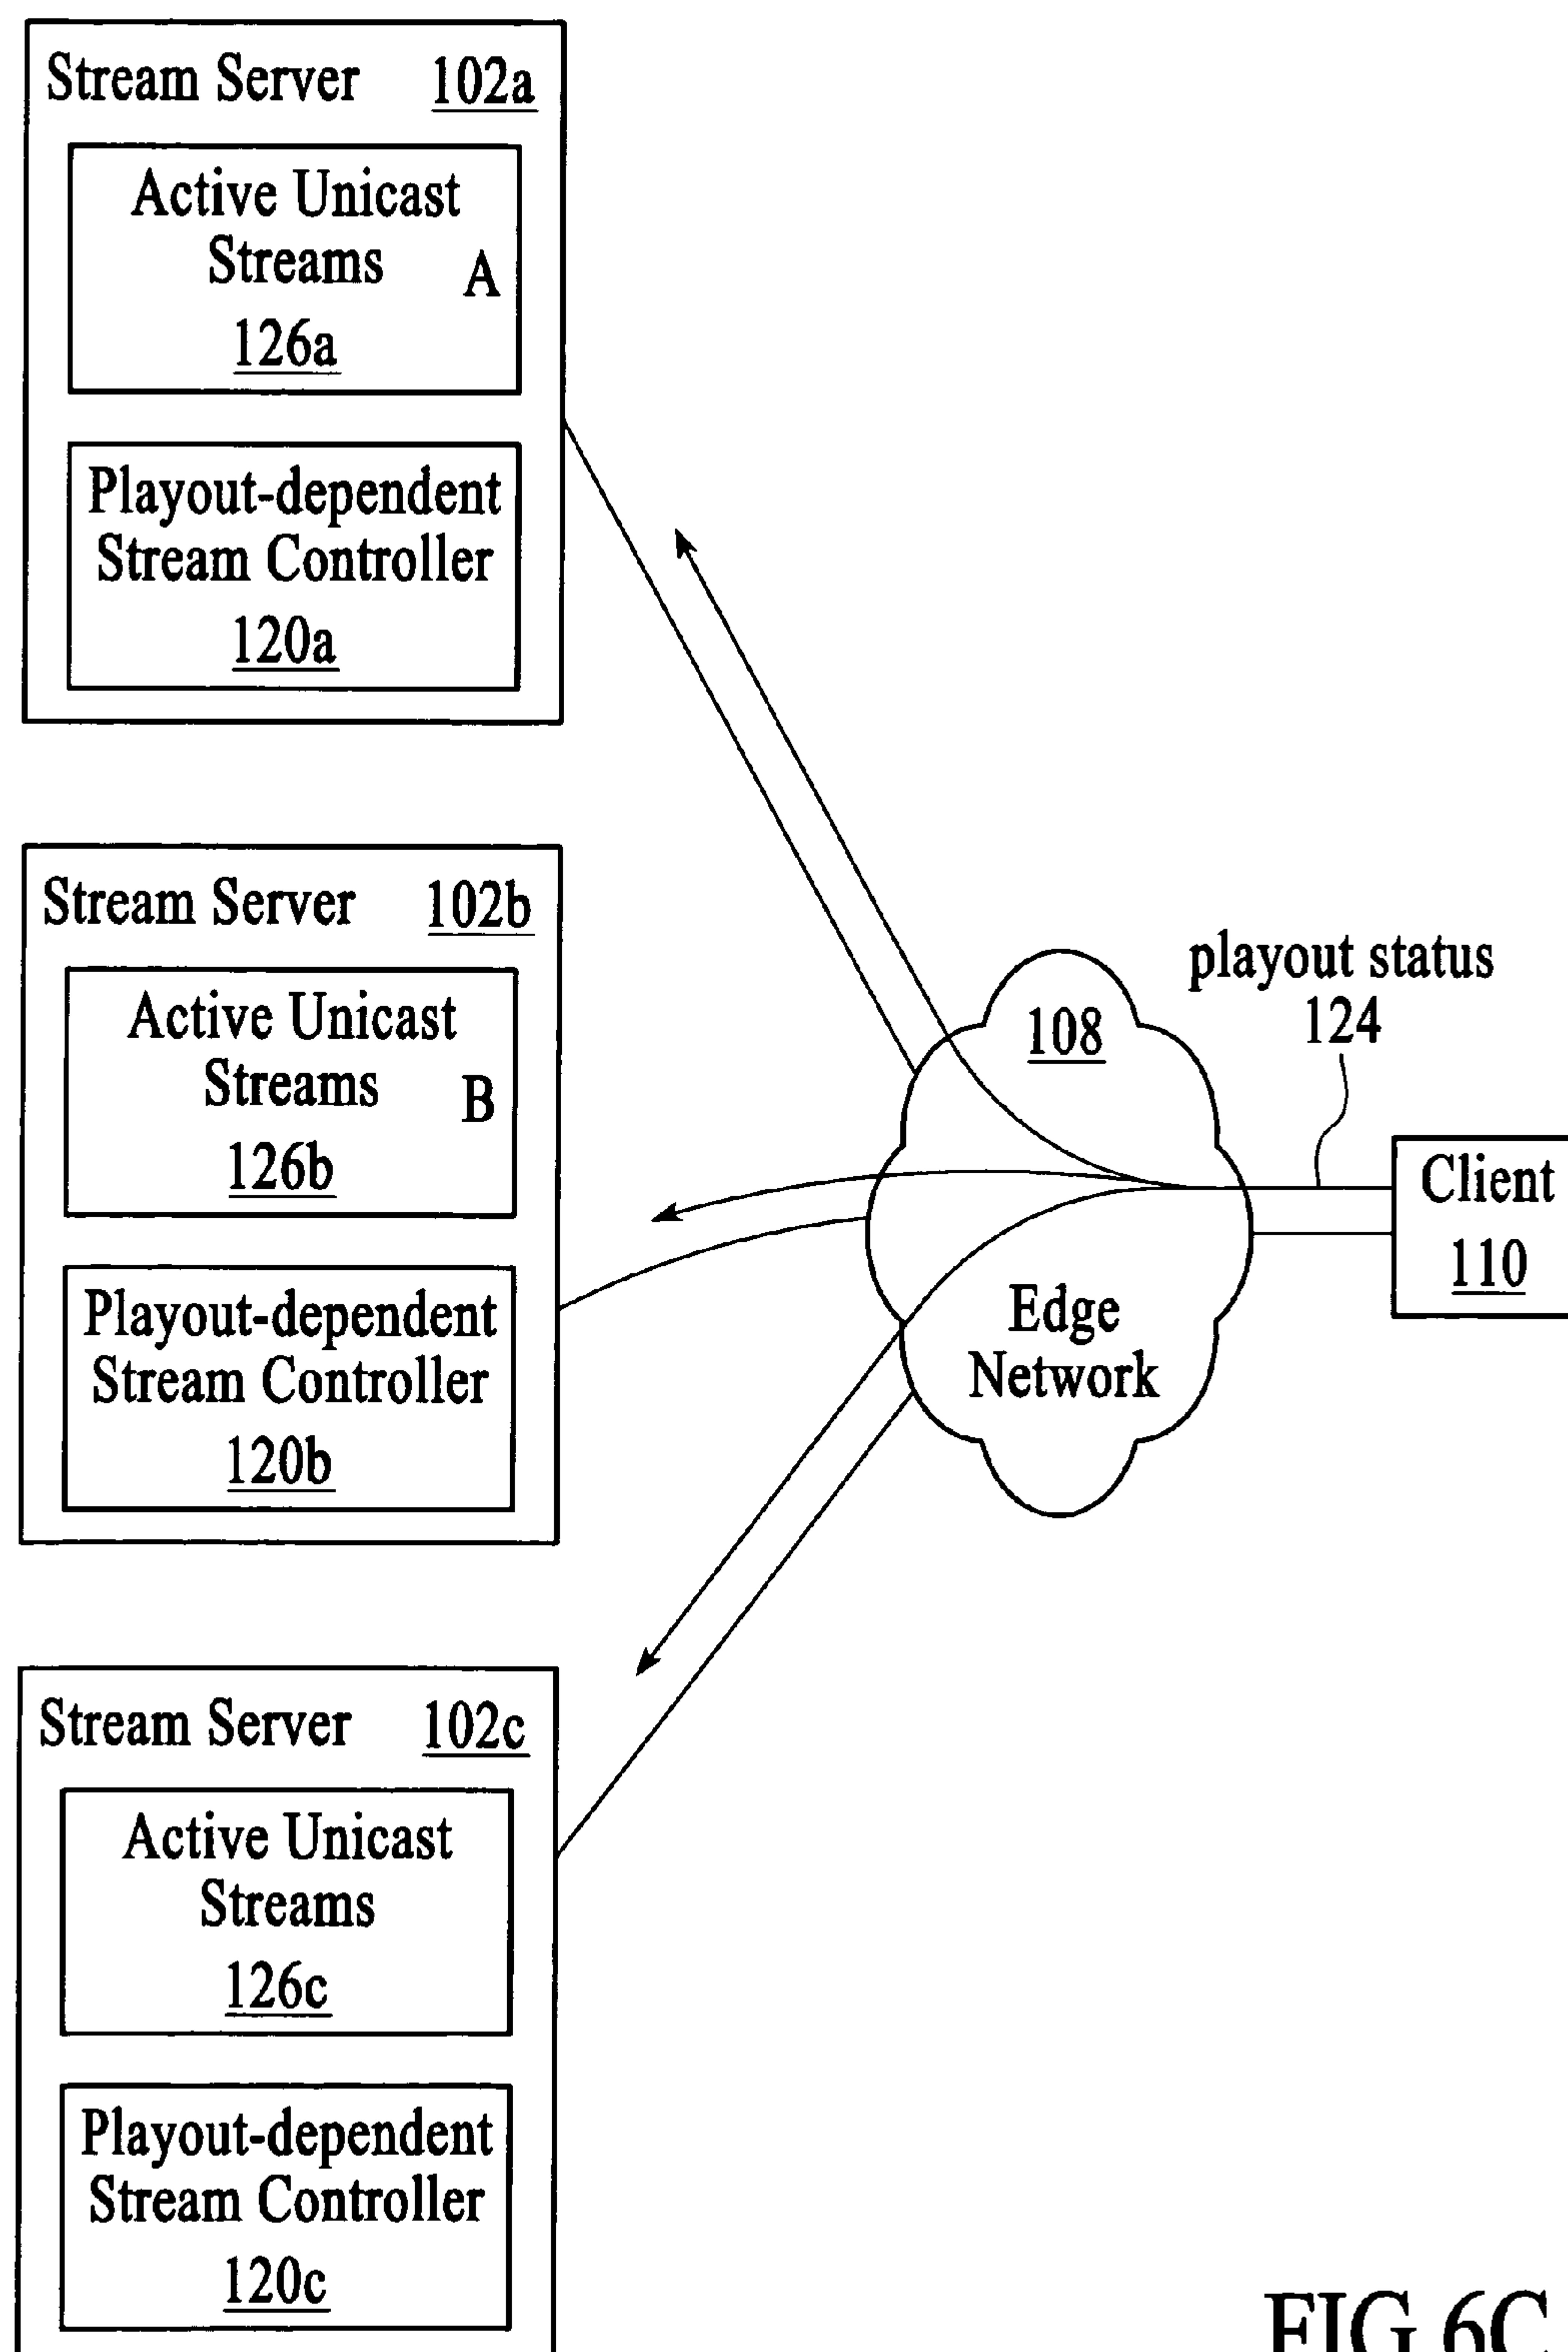 Stream Server 102a
Active Unicast
Streams A
126a
Playout-dependent
Stream Controller
120a
Stream Server 102b
Active Unicast
Streams B
126b
Playout-dependent
Stream Controller
120b
playout status
124
108
Edge
Network
Client
110
Stream Server 102c
Active Unicast
Streams
126c
Playout-dependent
Stream Controller
120c
FIG.6C